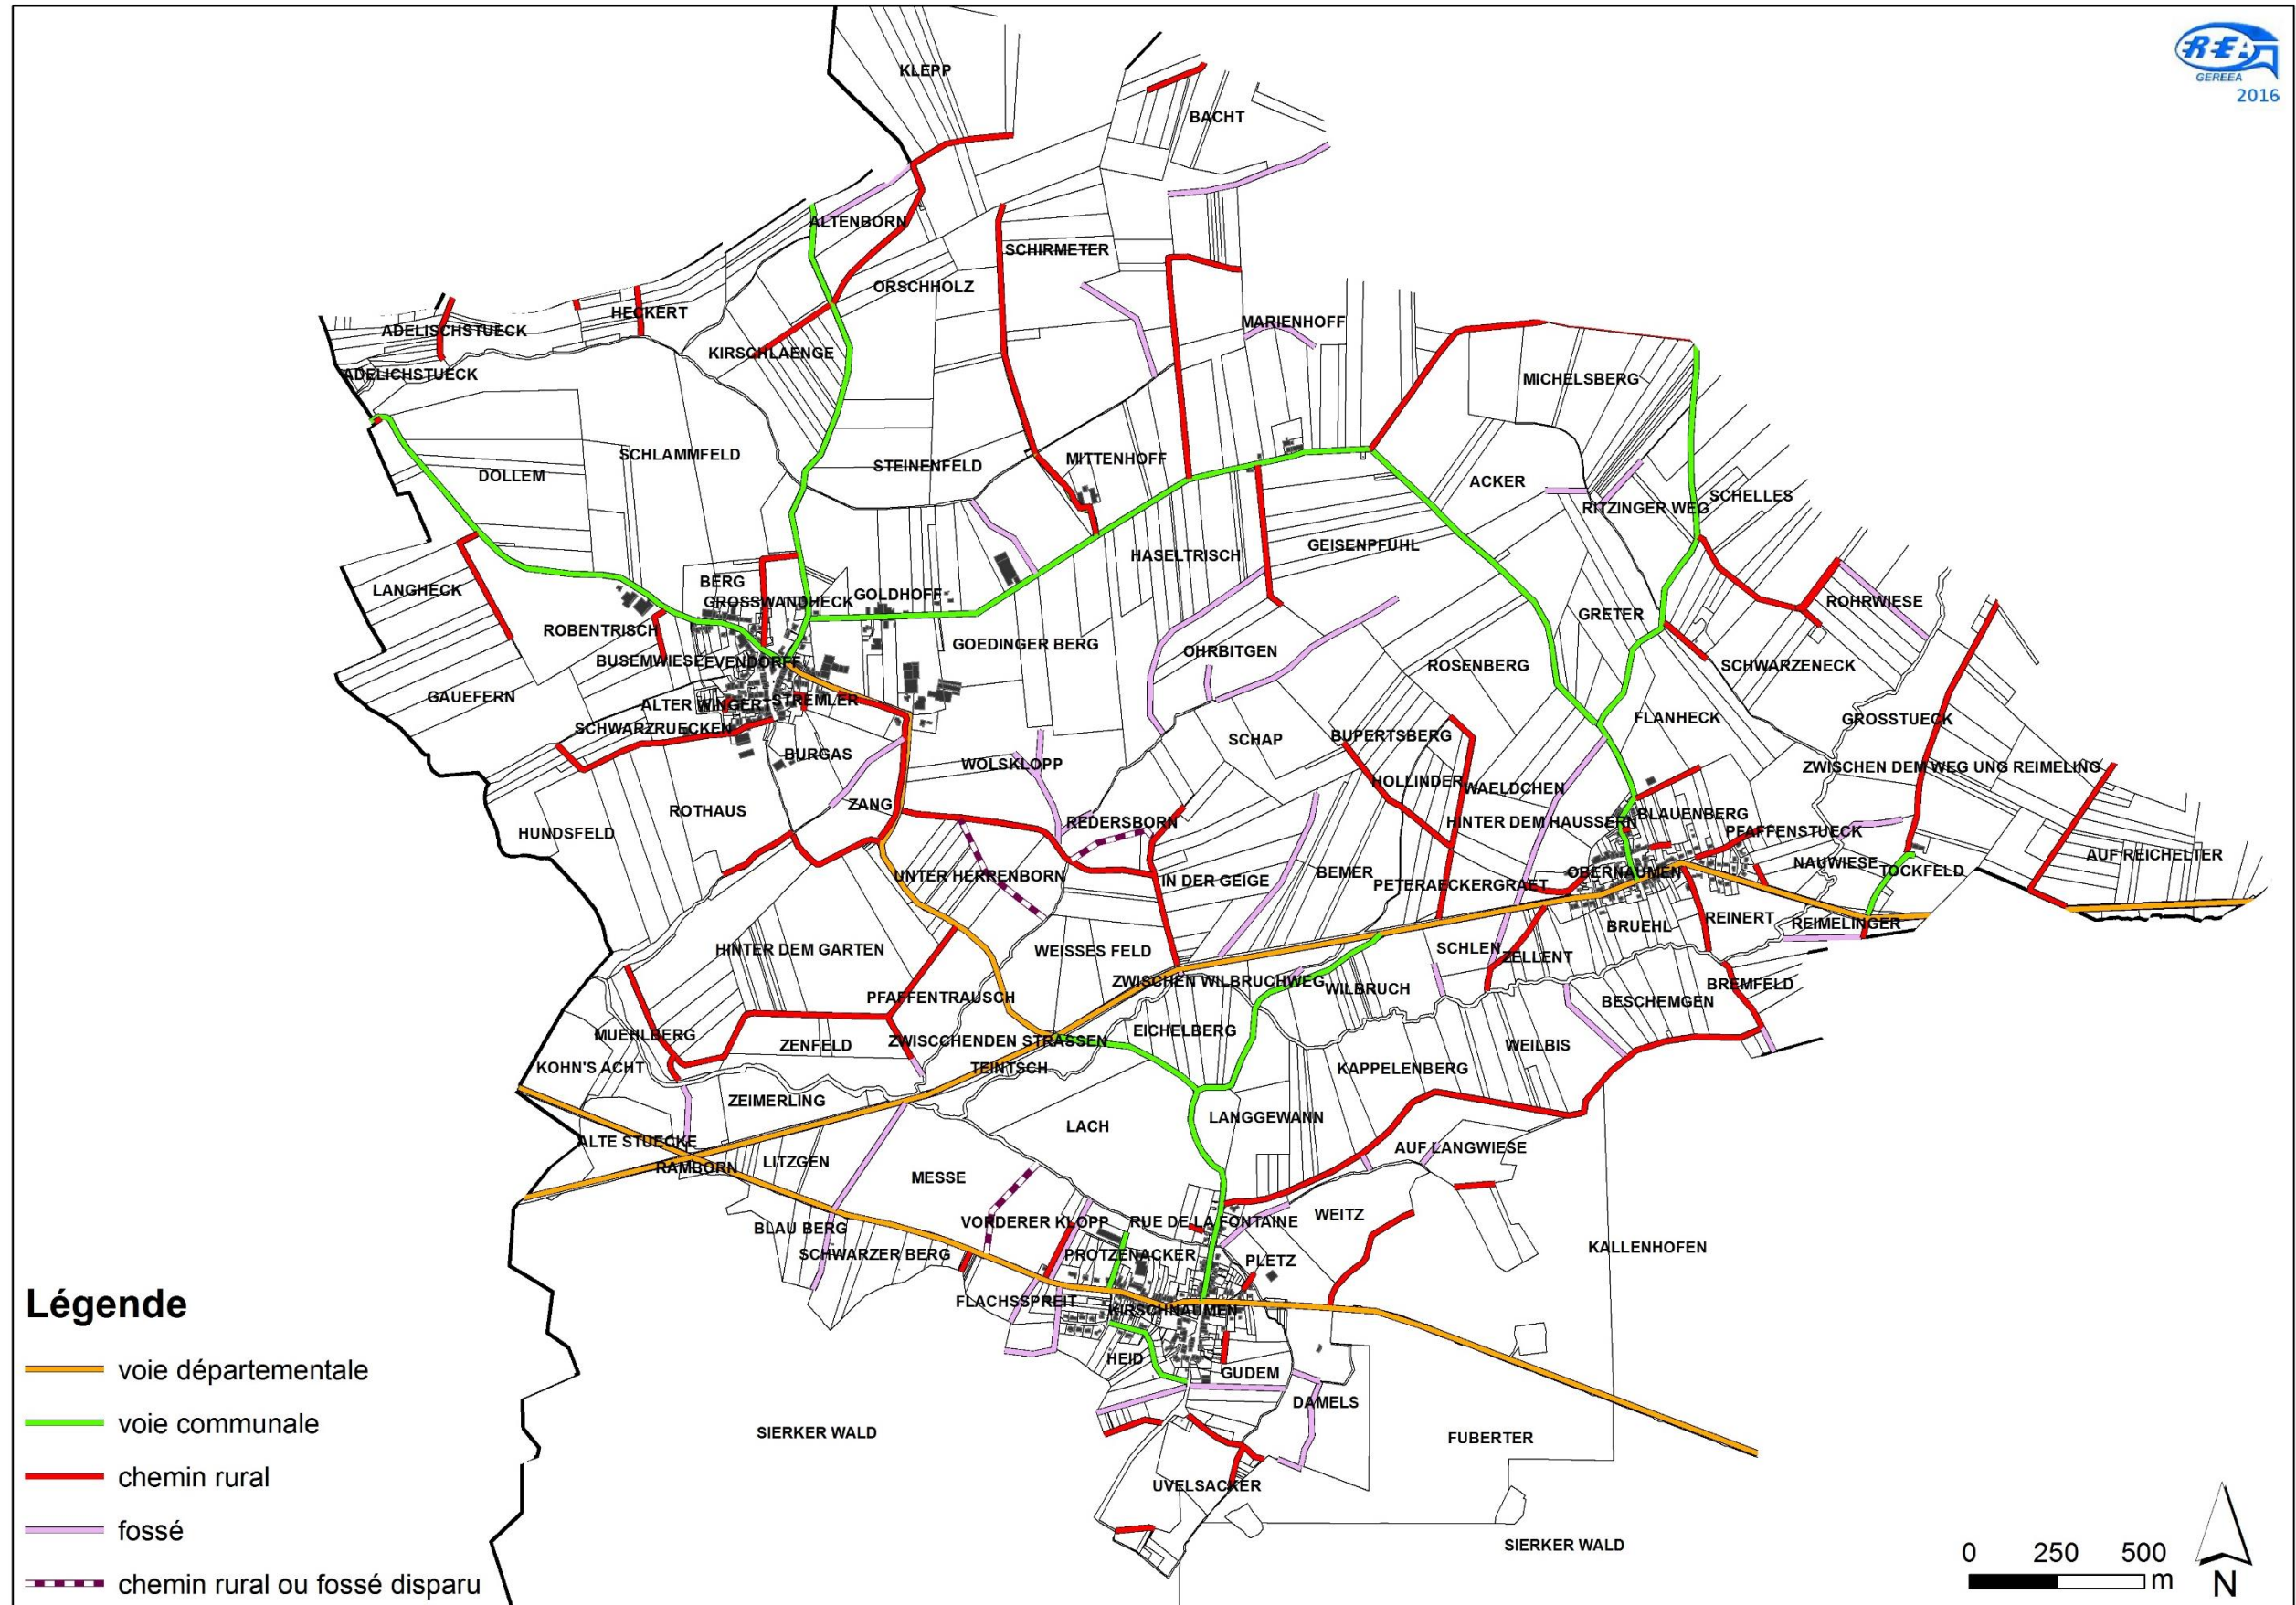 REA
GEREEA
2016
KLEPP
BACHT
ALTENBORN
SCHIRMETER
ORSCHHOLZ
HECKERT
ADELISCHSTUECK
MARIENHOFF
KIRSCHLAENGE
ADELICHSTUECK
MICHELSBERG
SCHLAMMFELD
STEINENFELD
MITTENHOFF
DOLLEM
ACKER
SCHELLES
RITZINGER WEG
HASELTRISCH
GEISENPFUHL
BERG
LANGHECK
GROSSWANDHECK
GOLDHOFF
ROHRWIESE
GRETER
ROBENTRISCH
GOEDINGER BERG
OHRBITGEN
BUSEMWIESE
EVENDORFF
ROSENBERG
SCHWARZENECK
GAUEFERN
ALTER WINGERT
STREMLER
FLANHECK
GROSSTUECK
SCHWARZRUECKEN
SCHAP
BUPERTSBERG
BURGAS
WOLSKLOPP
ZWISCHEN DEM WEG UNG REIMELING
HOLLINDER
WAELDCHEN
ZANG
ROTHAUS
HUNDSFELD
REDERSBORN
HINTER DEM HAUSSERN
BLAUENBERG
PFAFFENSTUECK
AUF REICHELTER
NAUWIESE
TOCKFELD
UNTER HERRENBORN
IN DER GEIGE
BEMER
OBERNAUMEN
PETERAECKERGRAFT
REINERT
REIMELINGER
BRUEHL
HINTER DEM GARTEN
WEISSES FELD
SCHLEN
ZELLENT
ZWISCHEN WILBRUCHWEG
WILBRUCH
BREMFELD
PFAFFENTRAUSCH
BESCHEMGEN
MUEHLBERG
EICHELBERG
ZENFELD
ZWISCCHENDEN STRASSEN
WEILBIS
KOHN'S ACHT
TEINTSCH
KAPPELENBERG
ZEIMERLING
LANGGEWANN
LACH
ALTE STUECKE
AUF LANGWIESE
RAMBORN
LITZGEN
MESSE
VORDERER KLOPP
RUE DE LA FONTAINE
WEITZ
BLAU BERG
SCHWARZER BERG
PROTZENACKER
PLETZ
KALLENHOFEN
FLACHSSPREIT
KIRSCHNAUMEN
HEID
GUDEM
DAMELS
SIERKER WALD
FUBERTER
UVELSACKER
SIERKER WALD
Légende
voie départementale
voie communale
chemin rural
fossé
chemin rural ou fossé disparu
0 250 500
m
N